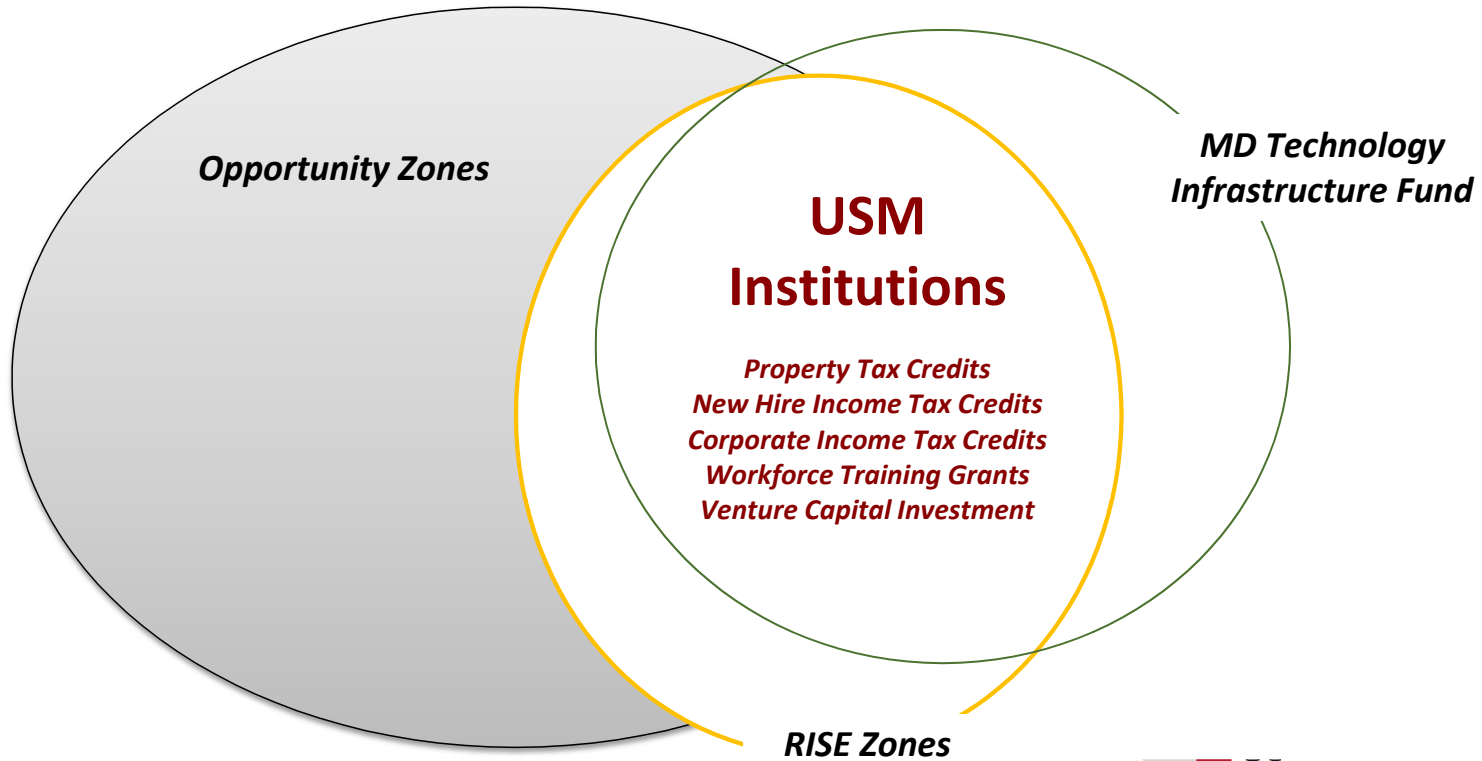 Opportunity Zones
MD Technology
Infrastructure Fund
USM
Institutions
Property Tax Credits
New Hire Income Tax Credits
Corporate Income Tax Credits
Workforce Training Grants
Venture Capital Investment
RISE Zones